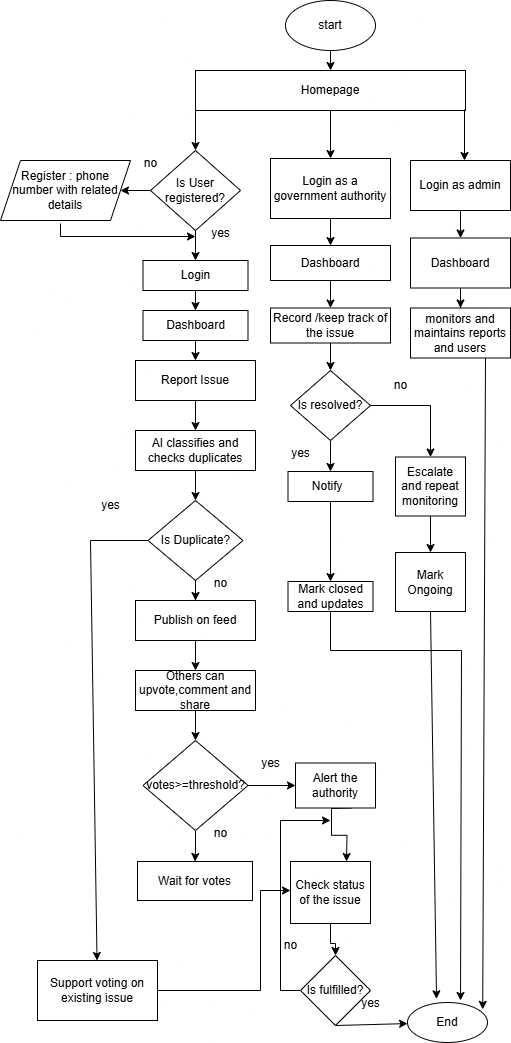 start
Homepage
no
Register : phone
number with related
details
Is User
registered?
yes
Login as a
government authority
Login as admin
Login
Dashboard
Dashboard
Dashboard
Record /keep track of
the issue
monitors and
maintains reports
and users
Report Issue
Is resolved?
no
yes
AI classifies and
checks duplicates
Notify
Escalate
and repeat
monitoring
yes
Is Duplicate?
no
Mark closed
and updates
Mark
Ongoing
Publish on feed
Others can
upvote,comment and
share
votes>=threshold?
yes
Alert the
authority
no
Wait for votes
Check status
of the issue
no
Support voting on
existing issue
Is fulfilled?
yes
End